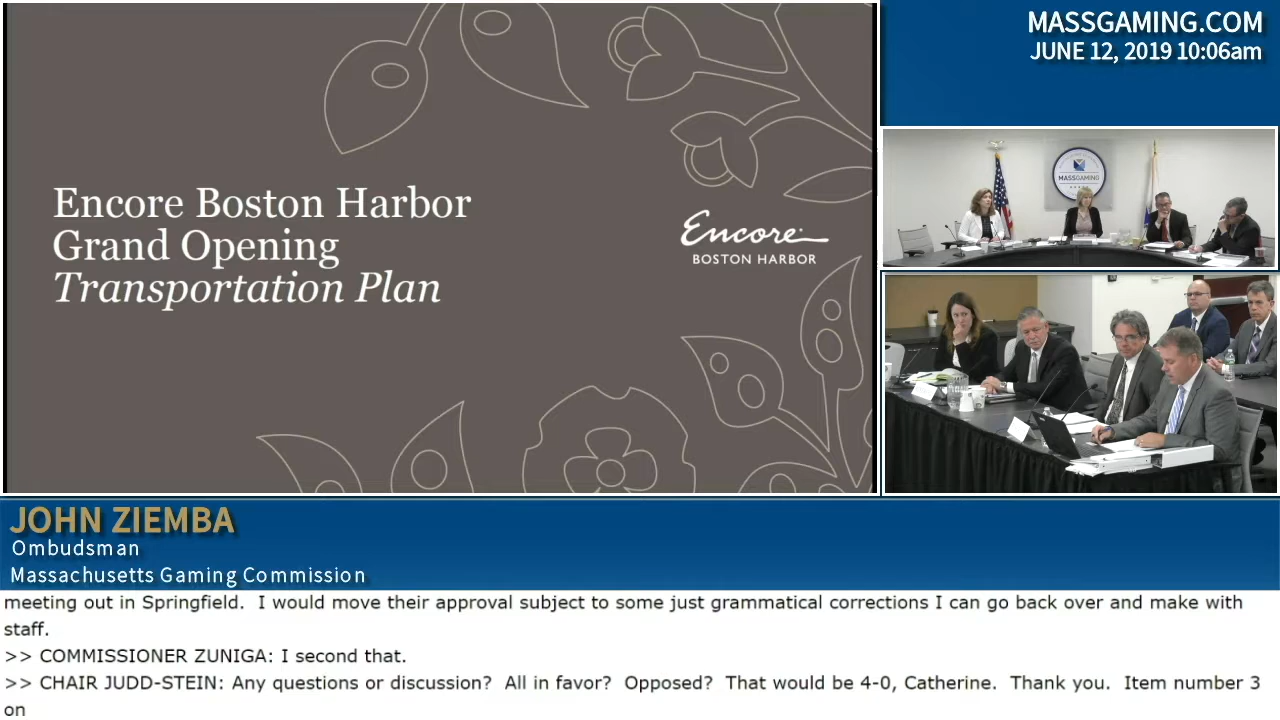 MASSGAMING.COM
JUNE 12, 2019 10:06am
Encore Boston Harbor
Grand Opening
Transportation Plan
Encore
BOSTON HARBOR
MASSGAMING
JOHN ZIEMBA
Ombudsman
Massachusetts Gaming Commission
meeting out in Springfield.  I would move their approval subject to some just grammatical corrections I can go back over and make with
staff.
>> COMMISSIONER ZUNIGA: I second that.
>> CHAIR JUDD-STEIN: Any questions or discussion?  All in favor?  Opposed?  That would be 4-0, Catherine.  Thank you.  Item number 3
on